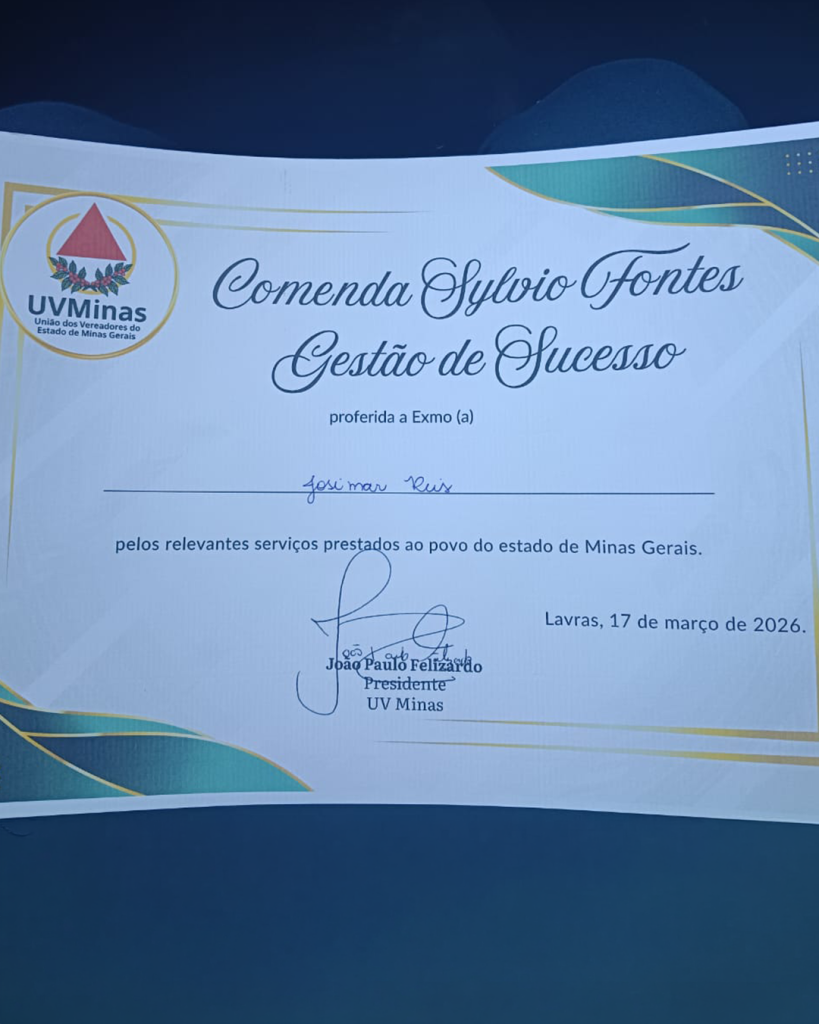 UVMinas
União dos Vereadores do
Estado de Minas Gerais
Comenda Sylvio Fontes
Gestão de Sucesso
proferida a Exmo (a)
Josimar Reis
pelos relevantes serviços prestados ao povo do estado de Minas Gerais.
Lavras, 17 de março de 2026.
João Paulo Felizardo
Presidente
UV Minas